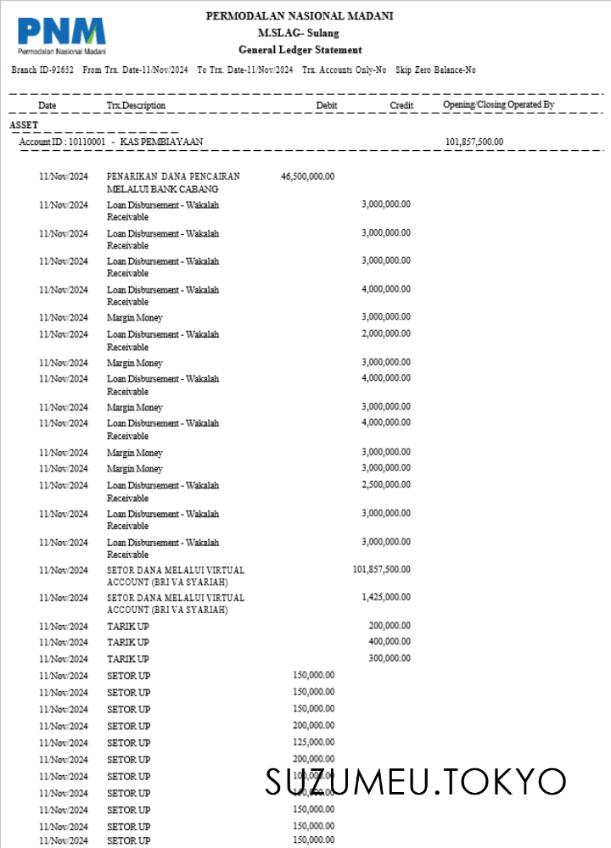 PNM
Permodalan Nasional Madani
PERMODALAN NASIONAL MADANI
M.SLAG- Sulang
General Ledger Statement
Branch ID-92652 From Trx. Date-11/Nov/2024 To Trx. Date-11/Nov/2024 Trx. Accounts Only-No Skip Zero Balance-No
Date Trx.Description Debit Credit Opening/Closing Operated By
ASSET
Account ID : 10110001 - KAS PEMBIAYAAN 101,857,500.00
11/Nov/2024 PENARIKAN DANA PENCAIRAN 46,500,000.00
MELALUI BANK CABANG
11/Nov/2024 Loan Disbursement - Wakalah 3,000,000.00
Receivable
11/Nov/2024 Loan Disbursement - Wakalah 3,000,000.00
Receivable
11/Nov/2024 Loan Disbursement - Wakalah 3,000,000.00
Receivable
11/Nov/2024 Loan Disbursement - Wakalah 4,000,000.00
Receivable
11/Nov/2024 Margin Money 3,000,000.00
11/Nov/2024 Loan Disbursement - Wakalah 2,000,000.00
Receivable
11/Nov/2024 Margin Money 3,000,000.00
11/Nov/2024 Loan Disbursement - Wakalah 4,000,000.00
Receivable
11/Nov/2024 Margin Money 3,000,000.00
11/Nov/2024 Loan Disbursement - Wakalah 4,000,000.00
Receivable
11/Nov/2024 Margin Money 3,000,000.00
11/Nov/2024 Margin Money 3,000,000.00
11/Nov/2024 Loan Disbursement - Wakalah 2,500,000.00
Receivable
11/Nov/2024 Loan Disbursement - Wakalah 3,000,000.00
Receivable
11/Nov/2024 Loan Disbursement - Wakalah 3,000,000.00
Receivable
11/Nov/2024 SETOR DANA MELALUI VIRTUAL 101,857,500.00
ACCOUNT (BRI VA SYARIAH)
11/Nov/2024 SETOR DANA MELALUI VIRTUAL 1,425,000.00
ACCOUNT (BRI VA SYARIAH)
11/Nov/2024 TARIK UP 200,000.00
11/Nov/2024 TARIK UP 400,000.00
11/Nov/2024 TARIK UP 300,000.00
11/Nov/2024 SETOR UP 150,000.00
11/Nov/2024 SETOR UP 150,000.00
11/Nov/2024 SETOR UP 150,000.00
11/Nov/2024 SETOR UP 200,000.00
11/Nov/2024 SETOR UP 125,000.00
11/Nov/2024 SETOR UP 200,000.00
11/Nov/2024 SETOR UP
SUZUMEU.TOKYO
11/Nov/2024 SETOR UP
11/Nov/2024 SETOR UP 150,000.00
11/Nov/2024 SETOR UP 150,000.00
11/Nov/2024 SETOR UP 150,000.00